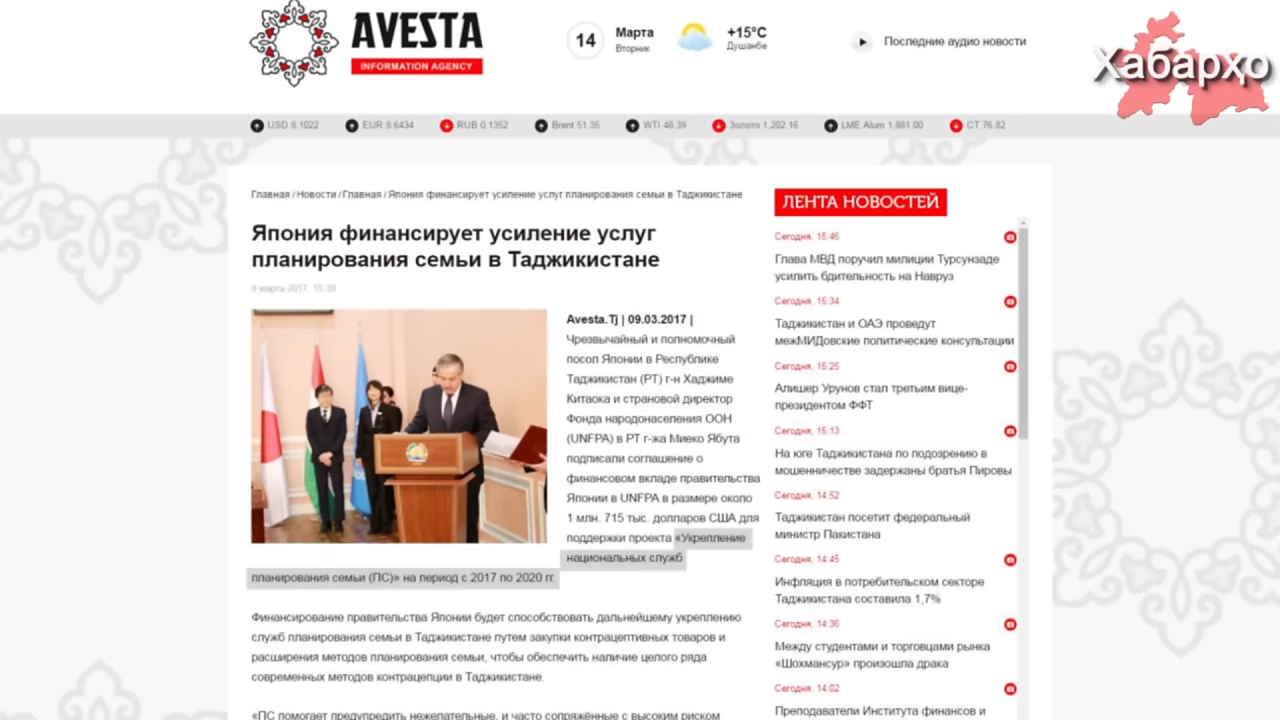 AVESTA
INFORMATION AGENCY
14
Марта
Вторник
+15°C
Душанбе
Последние аудио новости
Хабарҳо
USD 8.1022
EUR 8.6434
RUB 0.1352
Brent 51.35
WTI 48.39
Золото 1,202.16
LME Alum 1,881.00
CT 76.82
Главная / Новости / Главная / Япония финансирует усиление услуг планирования семьи в Таджикистане
Япония финансирует усиление услуг
планирования семьи в Таджикистане
9 марта 2017, 15:39
Avesta.Tj | 09.03.2017 |
Чрезвычайный и полномочный
посол Японии в Республике
Таджикистан (РТ) г-н Хаджиме
Китаока и страновой директор
Фонда народонаселения ООН
(UNFPA) в РТ г-жа Миеко Ябута
подписали соглашение о
финансовом вкладе правительства
Японии в UNFPA в размере около
1 млн. 715 тыс. долларов США для
поддержки проекта «Укрепление
национальных служб
планирования семьи (ПС)» на период с 2017 по 2020 гг.
Финансирование правительства Японии будет способствовать дальнейшему укреплению
служб планирования семьи в Таджикистане путем закупки контрацептивных товаров и
расширения методов планирования семьи, чтобы обеспечить наличие целого ряда
современных методов контрацепции в Таджикистане.
«ПС помогает предупредить нежелательные, и часто сопряжённые с высоким риском
ЛЕНТА НОВОСТЕЙ
Сегодня, 15:46
Глава МВД поручил милиции Турсунзаде
усилить бдительность на Навруз
Сегодня, 15:34
Таджикистан и ОАЭ проведут
межМИДовские политические консультации
Сегодня, 15:25
Алишер Урунов стал третьим вице-
президентом ФФТ
Сегодня, 15:13
На юге Таджикистана по подозрению в
мошенничестве задержаны братья Пировы
Сегодня, 14:52
Таджикистан посетит федеральный
министр Пакистана
Сегодня, 14:45
Инфляция в потребительском секторе
Таджикистана составила 1,7%
Сегодня, 14:36
Между студентами и торговцами рынка
«Шохмансур» произошла драка
Сегодня, 14:02
Преподаватели Института финансов и